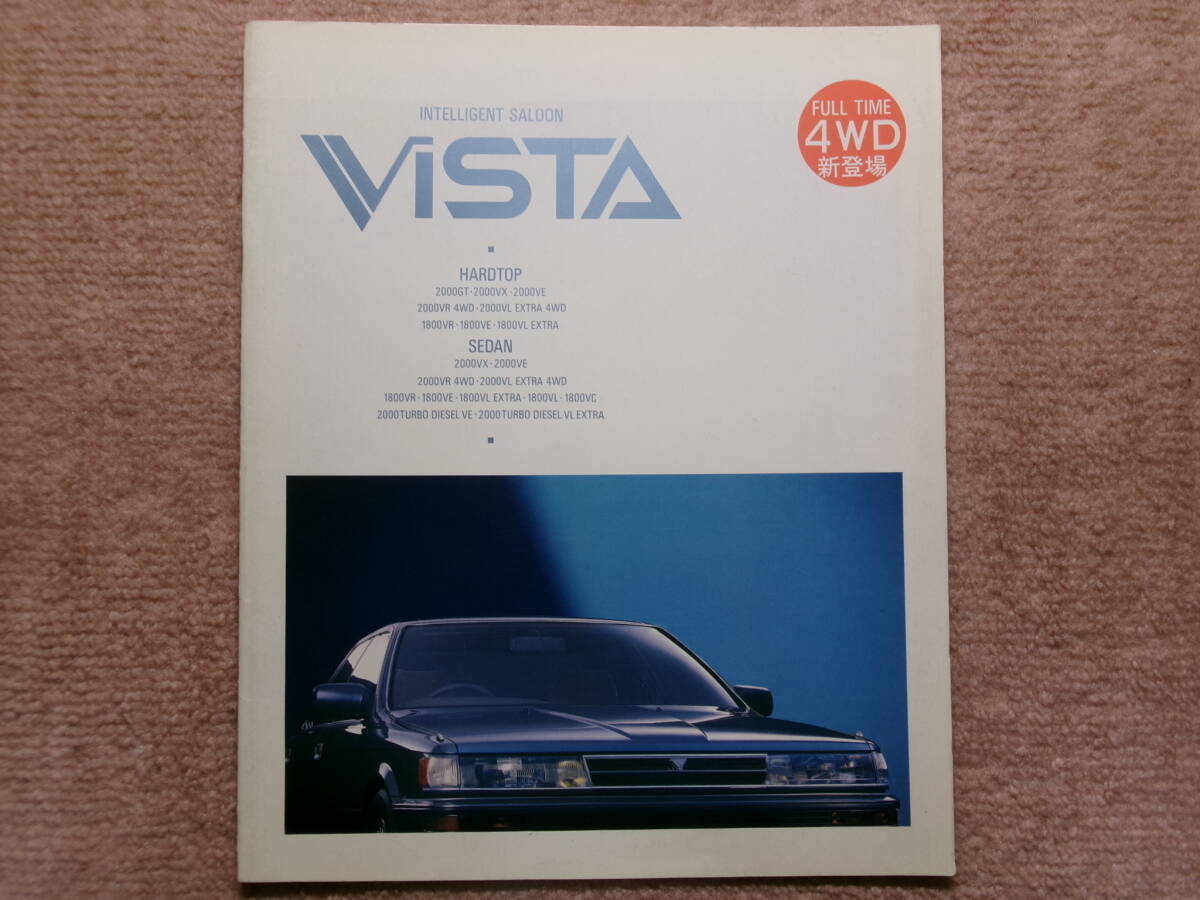 INTELLIGENT SALOON
ViSTA
FULL TIME
4WD
新登場
HARDTOP
2000GT・2000VX・2000VE
2000VR 4WD・2000VL EXTRA 4WD
1800VR・1800VE・1800VL EXTRA
SEDAN
2000VX・2000VE
2000VR 4WD・2000VL EXTRA 4WD
1800VR・1800VE・1800VL EXTRA・1800VL・1800VC
2000TURBO DIESEL VE・2000TURBO DIESEL VL EXTRA